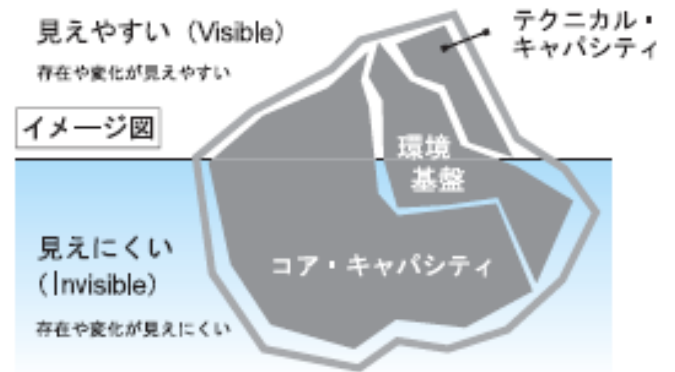 見えやすい（Visible）
存在や変化が見えやすい
テクニカル・
キャパシティ
イメージ図
環境
基盤
見えにくい
（Invisible）
コア・キャパシティ
存在や変化が見えにくい